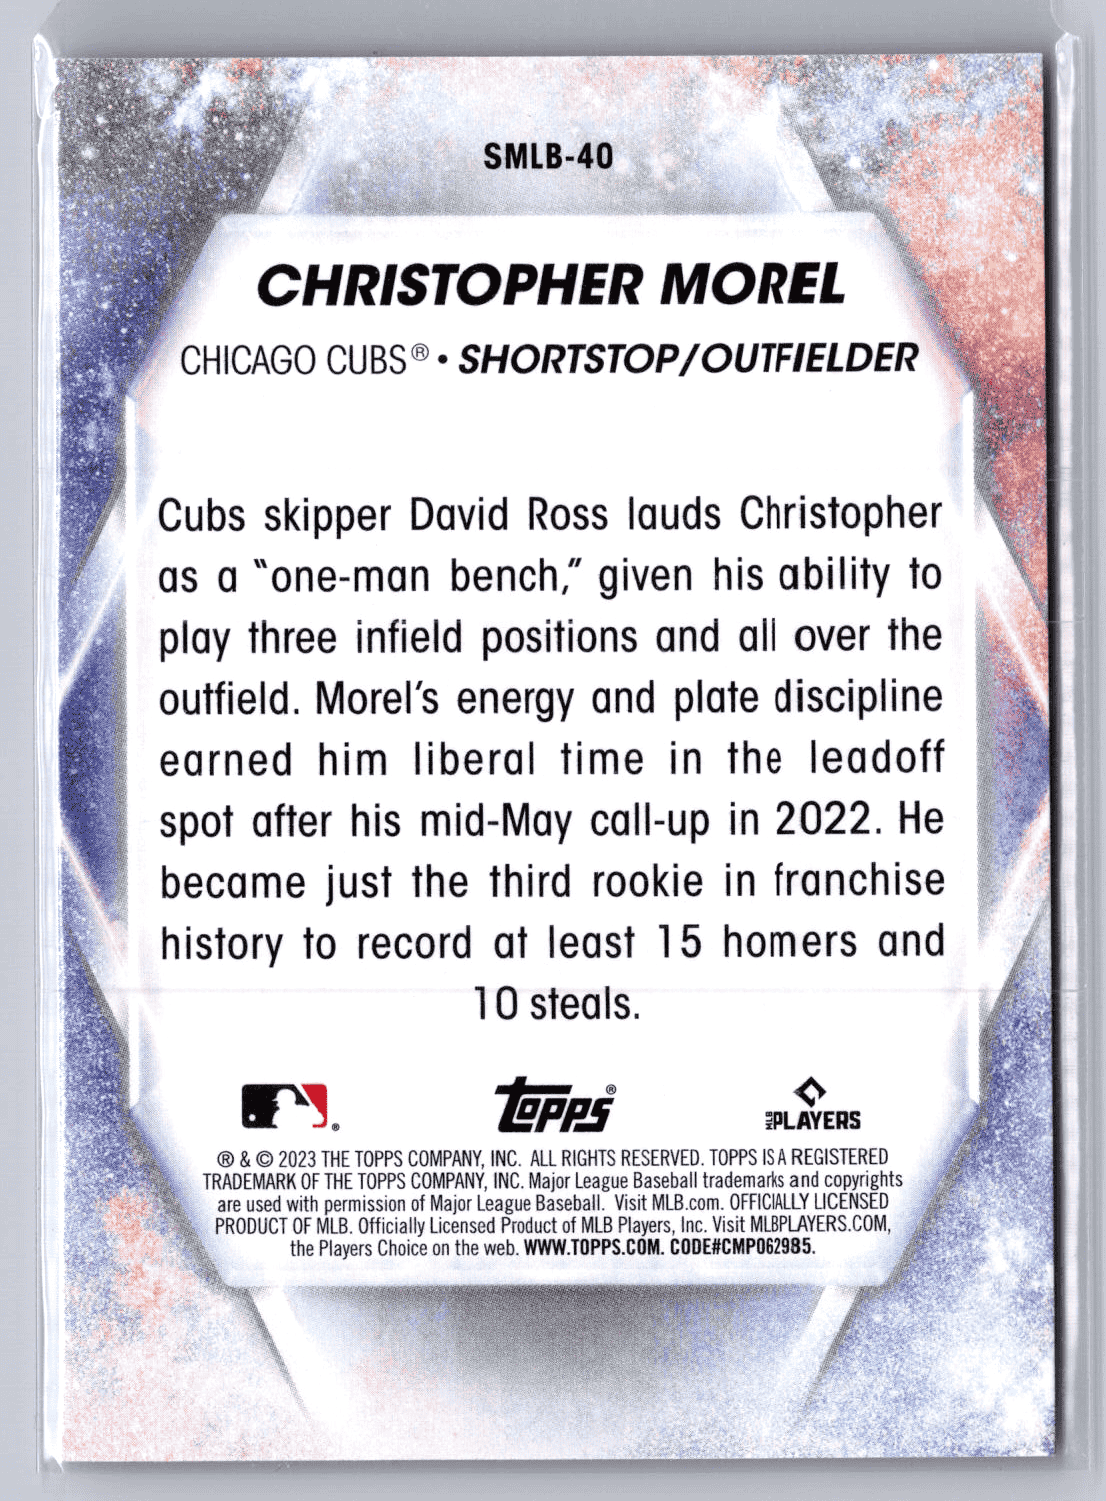 SMLB-40
CHRISTOPHER MOREL
CHICAGO CUBS® • SHORTSTOP/OUTFIELDER
Cubs skipper David Ross lauds Christopher
as a “one-man bench,” given his ability to
play three infield positions and all over the
outfield. Morel’s energy and plate discipline
earned him liberal time in the leadoff
spot after his mid-May call-up in 2022. He
became just the third rookie in franchise
history to record at least 15 homers and
10 steals.
®
topps®
MLB PLAYERS
® & © 2023 THE TOPPS COMPANY, INC. ALL RIGHTS RESERVED. TOPPS IS A REGISTERED
TRADEMARK OF THE TOPPS COMPANY, INC. Major League Baseball trademarks and copyrights
are used with permission of Major League Baseball. Visit MLB.com. OFFICIALLY LICENSED
PRODUCT OF MLB. Officially Licensed Product of MLB Players, Inc. Visit MLBPLAYERS.COM,
the Players Choice on the web. WWW.TOPPS.COM. CODE#CMP062985.